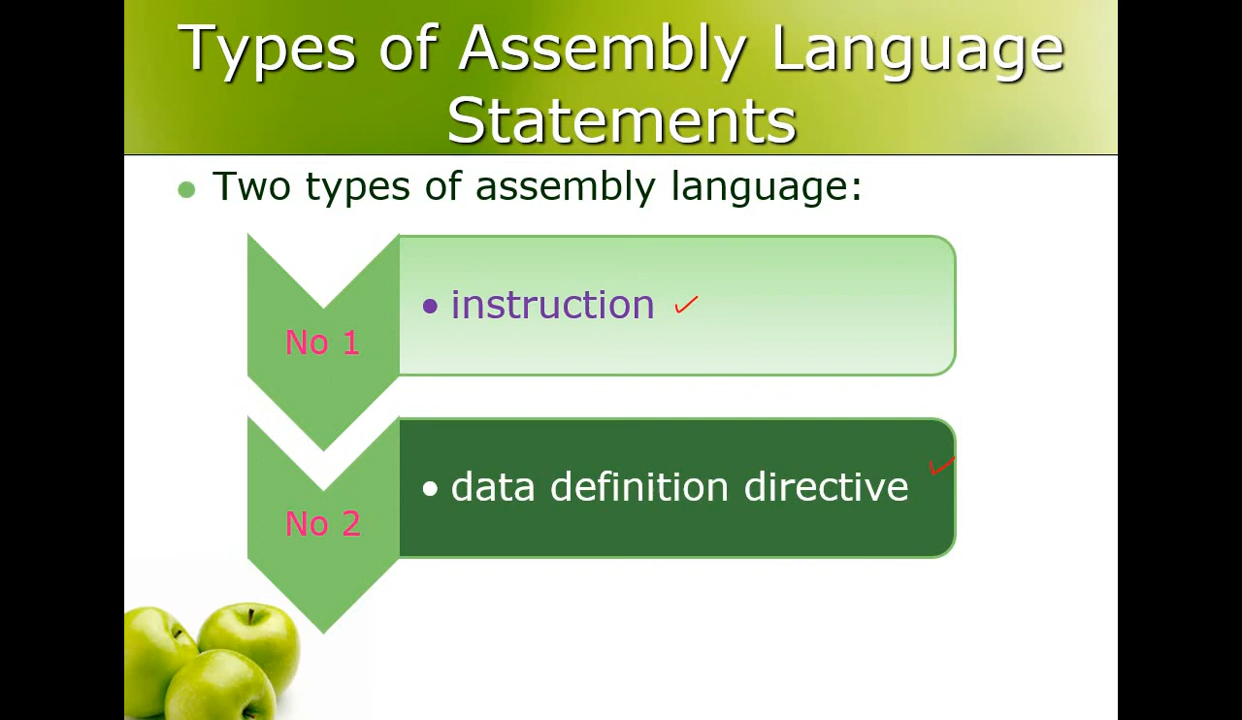 Types of Assembly Language
Statements
• Two types of assembly language:
No 1
• instruction
No 2
• data definition directive